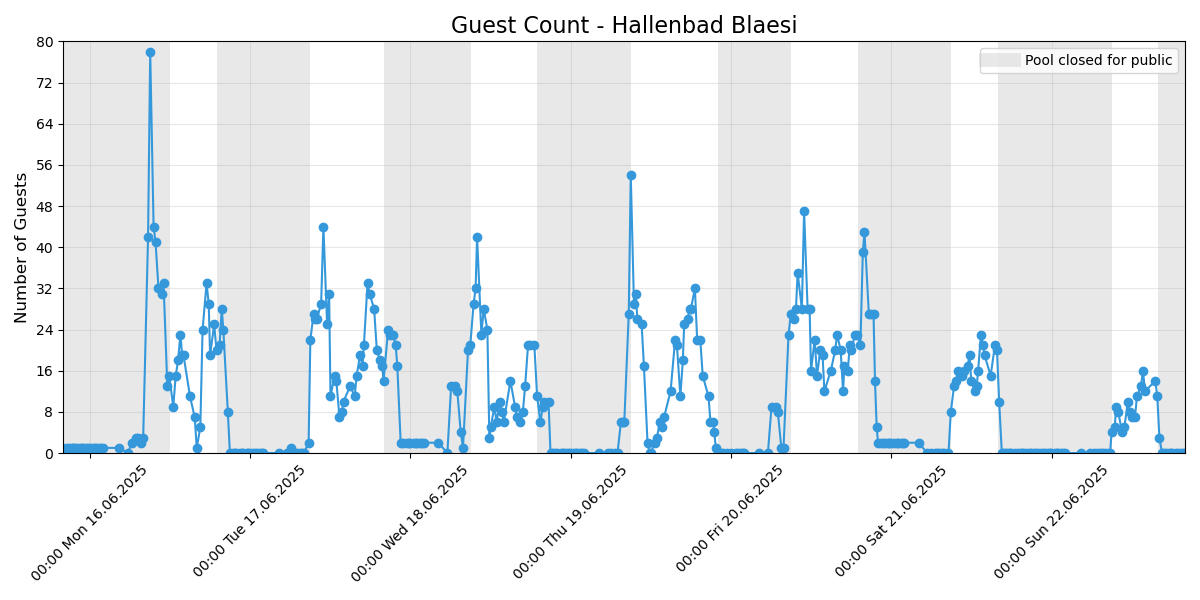 Guest Count - Hallenbad Blaesi
Pool closed for public
Number of Guests
80
72
64
56
48
40
32
24
16
8
0
00:00 Mon 16.06.2025
00:00 Tue 17.06.2025
00:00 Wed 18.06.2025
00:00 Thu 19.06.2025
00:00 Fri 20.06.2025
00:00 Sat 21.06.2025
00:00 Sun 22.06.2025